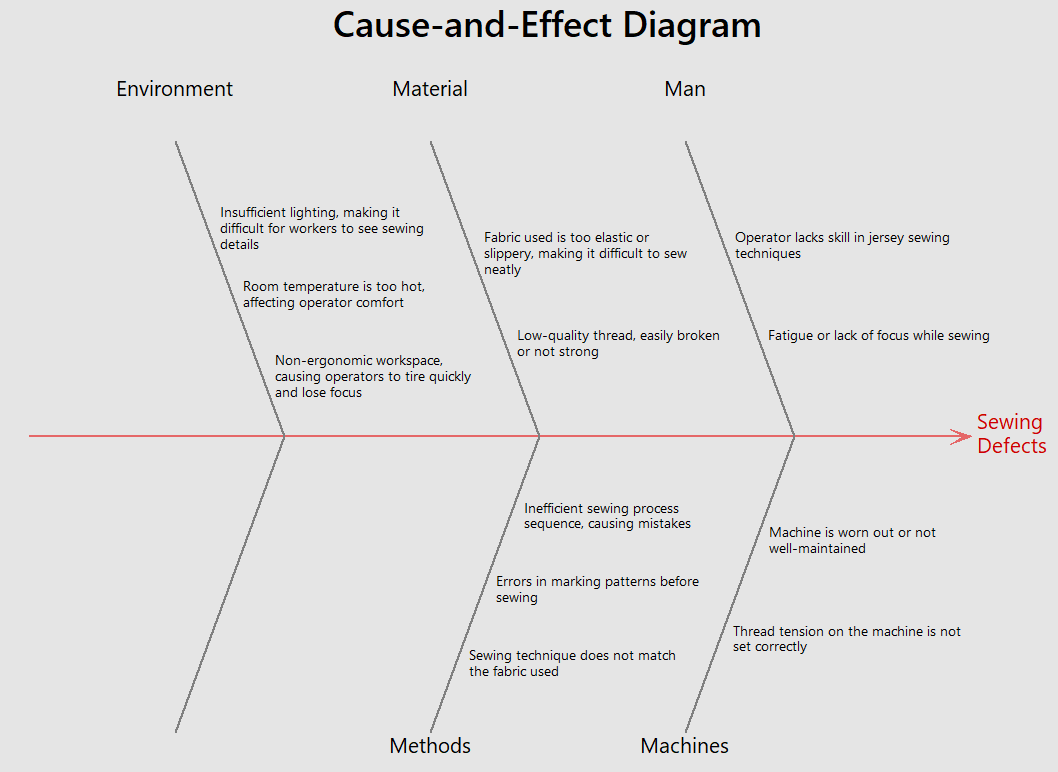 Cause-and-Effect Diagram
Environment
Material
Man
Insufficient lighting, making it
difficult for workers to see sewing
details
Room temperature is too hot,
affecting operator comfort
Non-ergonomic workspace,
causing operators to tire quickly
and lose focus
Fabric used is too elastic or
slippery, making it difficult to sew
neatly
Low-quality thread, easily broken
or not strong
Operator lacks skill in jersey sewing
techniques
Fatigue or lack of focus while sewing
Sewing
Defects
Inefficient sewing process
sequence, causing mistakes
Errors in marking patterns before
sewing
Sewing technique does not match
the fabric used
Machine is worn out or not
well-maintained
Thread tension on the machine is not
set correctly
Methods
Machines